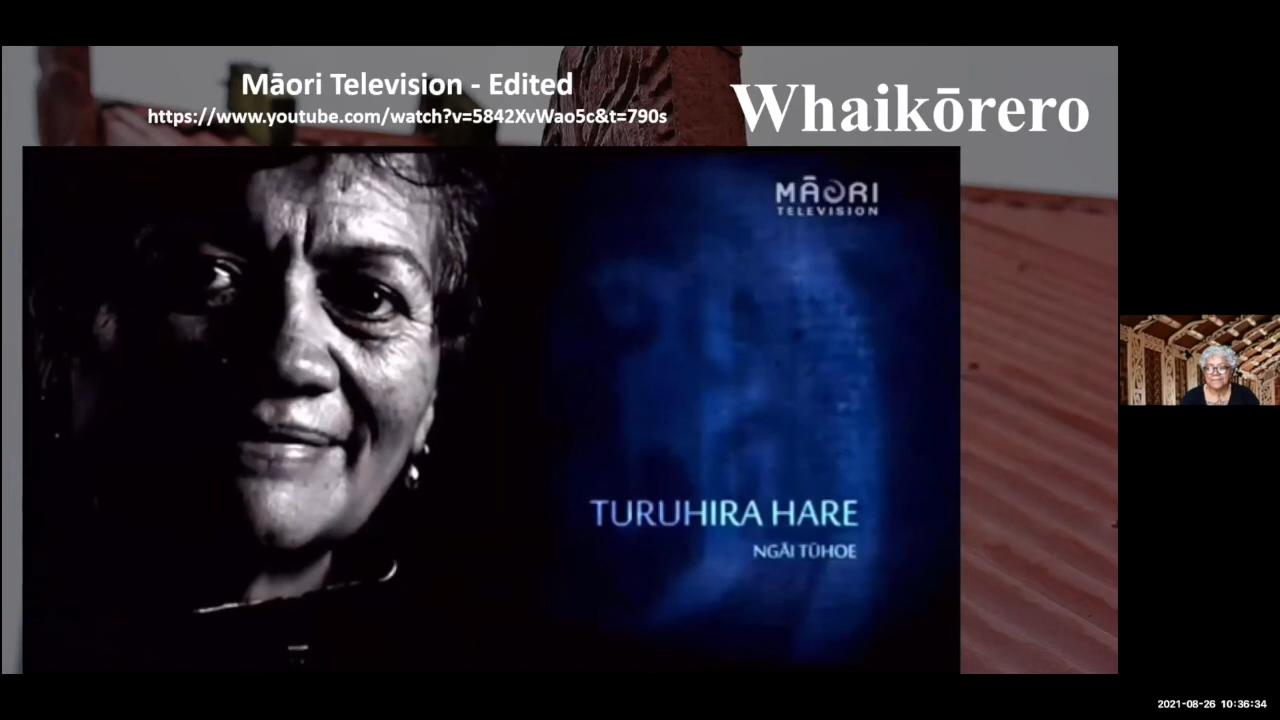 Māori Television - Edited
https://www.youtube.com/watch?v=5842XvWao5c&t=790s
Whaikōrero
MĀORI
TELEVISION
TURUHIRA HARE
NGĀI TŪHOE
2021-08-26 10:36:34